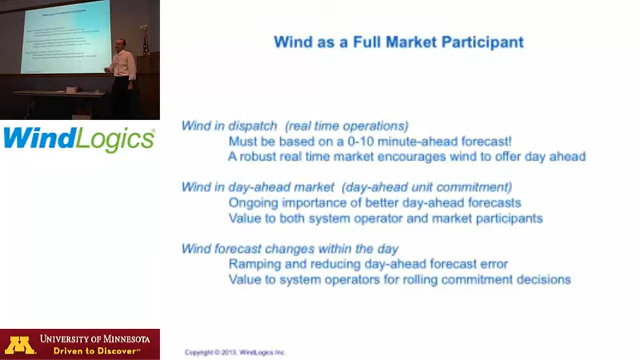 Wind as a Full Market Participant
WindLogics
Wind in dispatch (real time operations)
Must be based on a 0-10 minute-ahead forecast!
A robust real time market encourages wind to offer day ahead
Wind in day-ahead market (day-ahead unit commitment)
Ongoing importance of better day-ahead forecasts
Value to both system operator and market participants
Wind forecast changes within the day
Ramping and reducing day-ahead forecast error
Value to system operators for rolling commitment decisions
UNIVERSITY OF MINNESOTA
Driven to Discover℠
Copyright © 2013, WindLogics Inc.